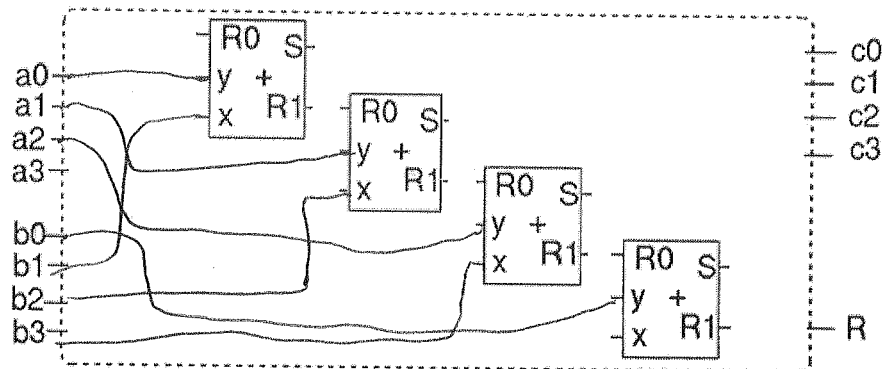 R0 S
y +
x R1
R0 S
y +
x R1
R0 S
y +
x R1
R0 S
y +
x R1
a0
a1
a2
a3
b0
b1
b2
b3
c0
c1
c2
c3
R